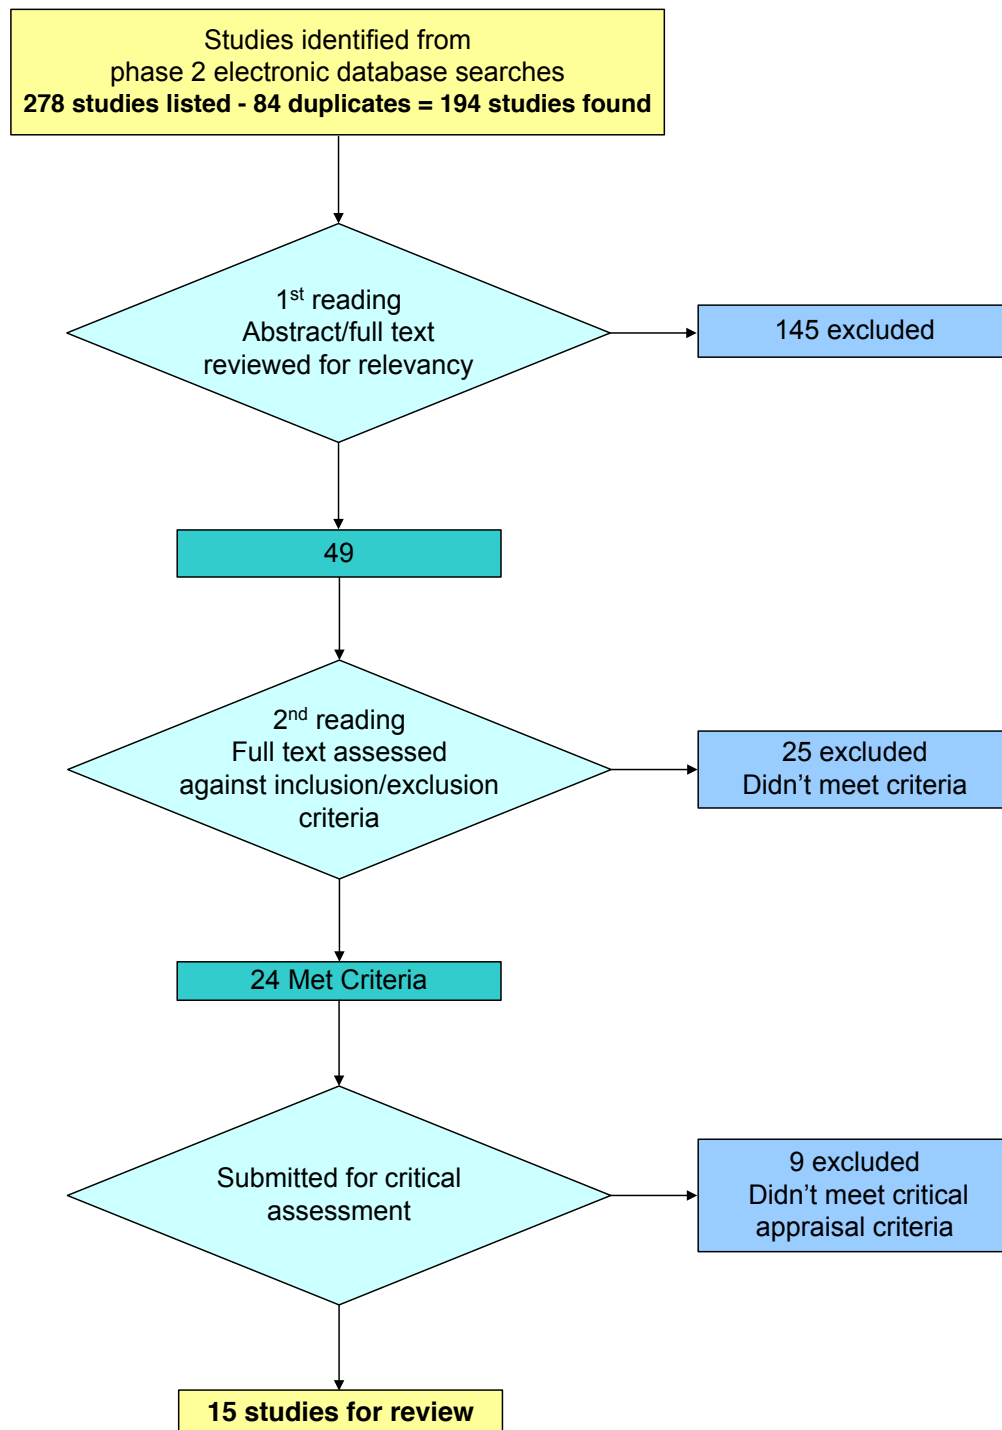 Studies identified from
phase 2 electronic database searches
278 studies listed - 84 duplicates = 194 studies found
1st reading
Abstract/full text
reviewed for relevancy
145 excluded
49
2nd reading
Full text assessed
against inclusion/exclusion
criteria
25 excluded
Didn’t meet criteria
24 Met Criteria
Submitted for critical
assessment
9 excluded
Didn’t meet critical
appraisal criteria
15 studies for review